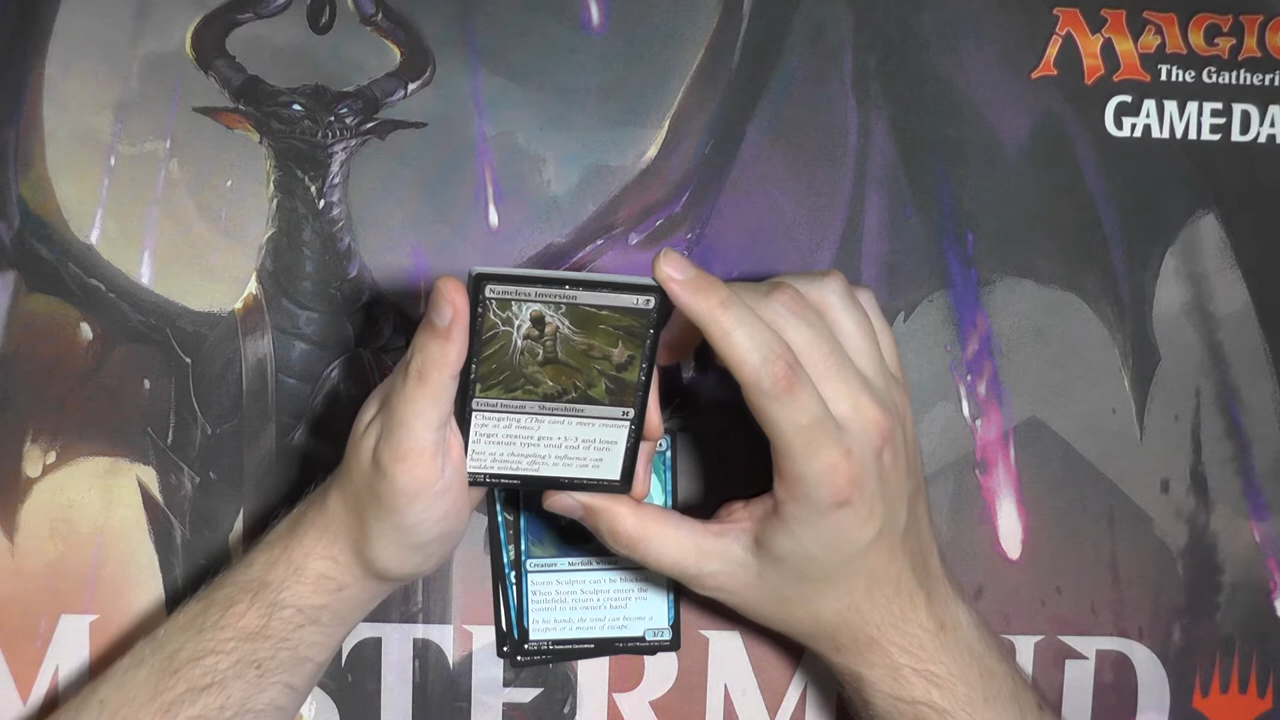 MAGIC
The Gatheri
GAME DA
Nameless Inversion
1
Tribal Instant — Shapeshifter
Changeling (This card is every creature
type at all times.)
Target creature gets +3/-3 and loses
all creature types until end of turn.
Just as a changeling's influence can
have dramatic effects, so too can its
sudden withdrawal.
Creature — Merfolk Wizard
Storm Sculptor can't be blocked.
When Storm Sculptor enters the
battlefield, return a creature you
control to its owner's hand.
In his hands, the wind can become a
weapon or a means of escape.
3/2